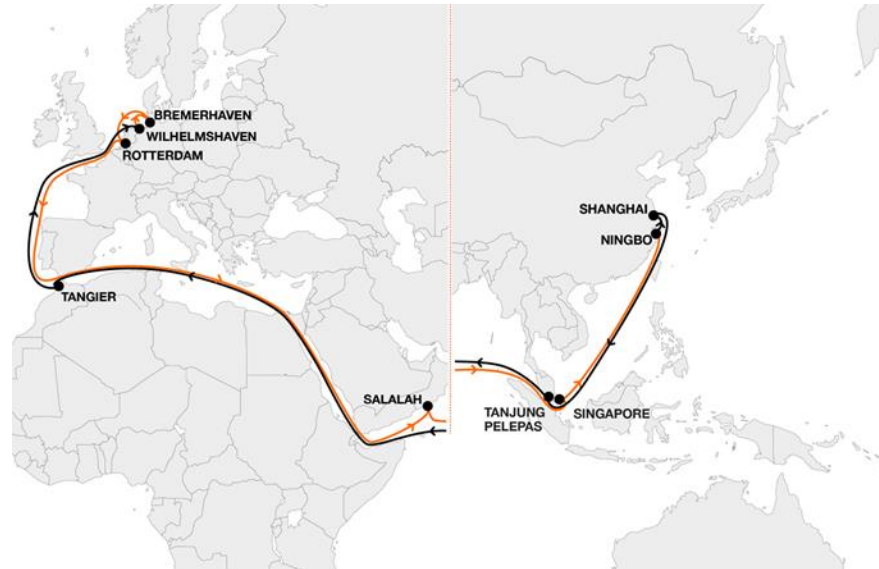 BREMERHAVEN
WILHELMSHAVEN
ROTTERDAM
TANGIER
SALALAH
SHANGHAI
NINGBO
TANJUNG
PELEPAS
SINGAPORE